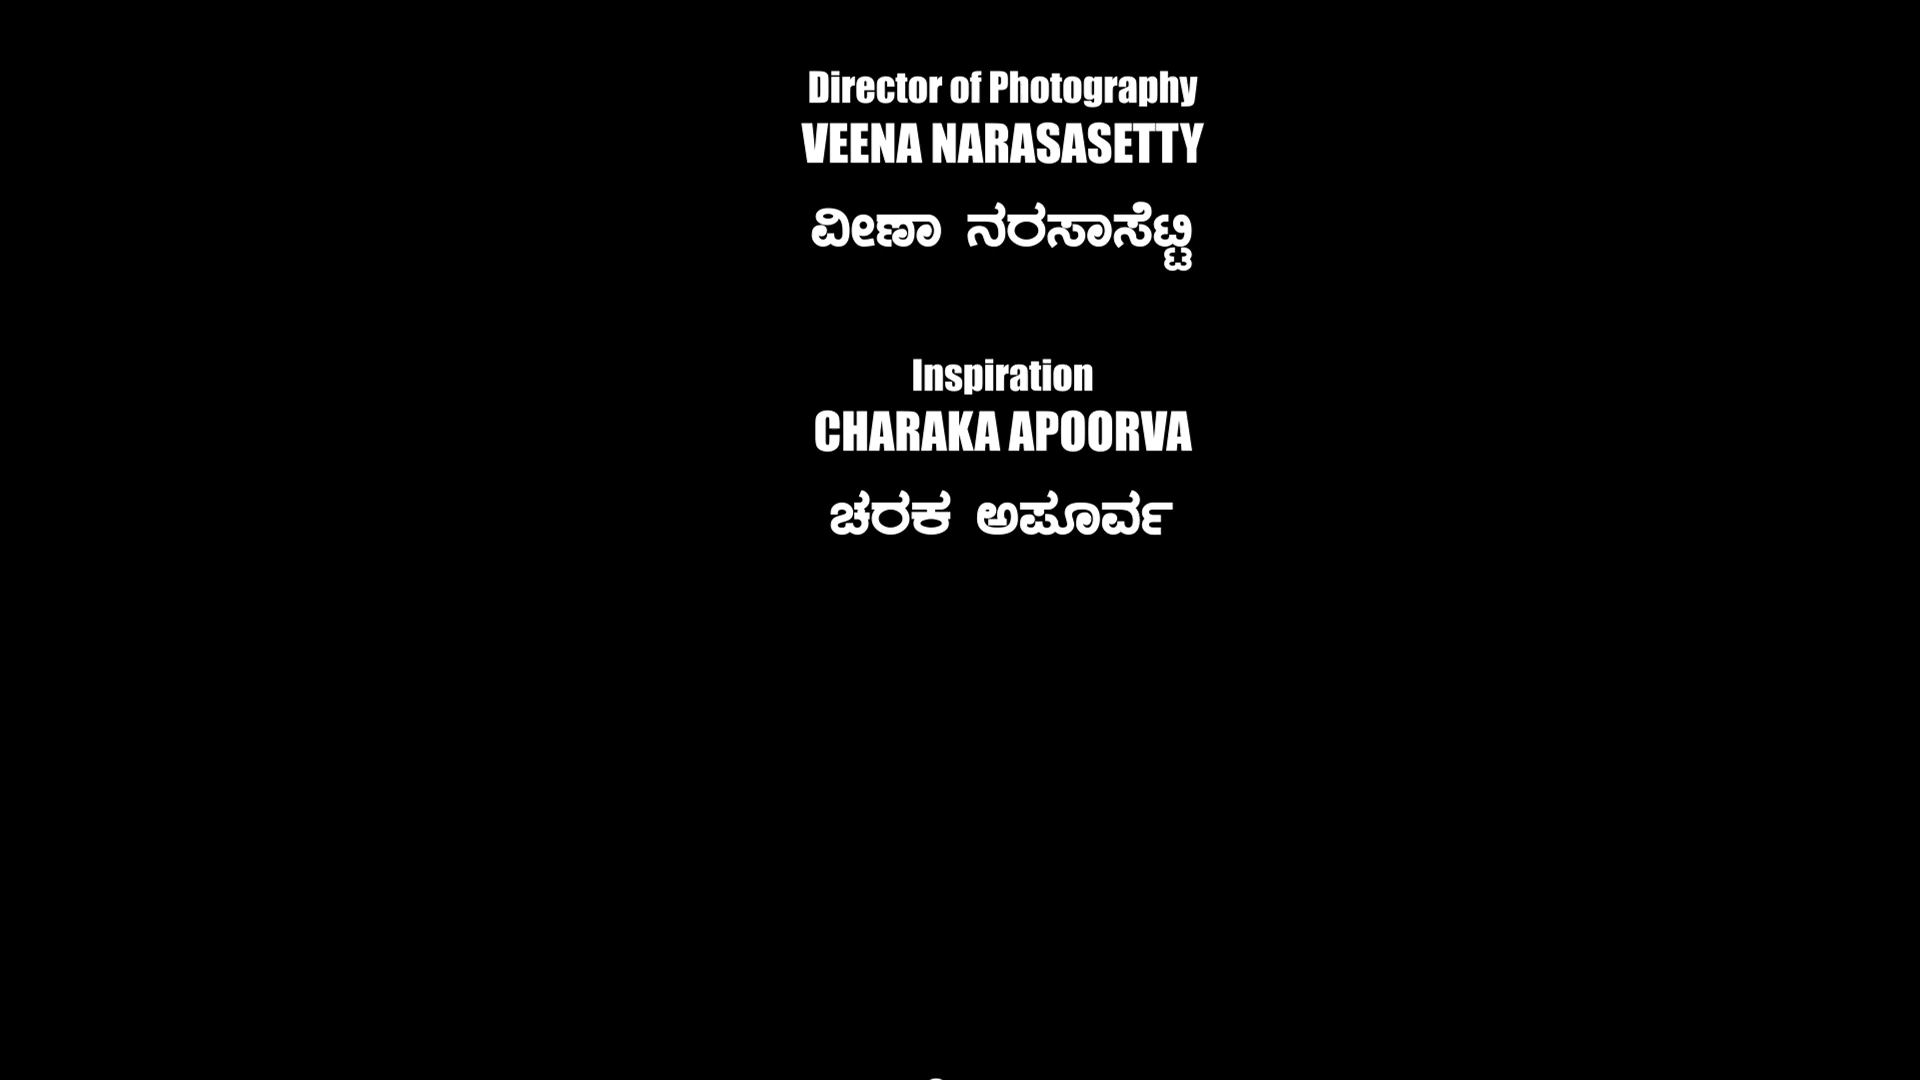 Director of Photography
VEENA NARASASETTY
ವೀಣಾ ನರಸಾಸೆಟ್ಟಿ
Inspiration
CHARAKA APOORVA
ಚರಕ ಅಪೂರ್ವ